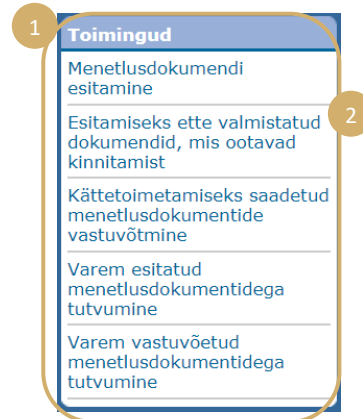 1
Toimingud
Menetlusdokumendi
esitamine
Esitamiseks ette valmistatud
dokumendid, mis ootavad
kinnitamist
2
Kättetoimetamiseks saadetud
menetlusdokumentide
vastuvõtmine
Varem esitatud
menetlusdokumentidega
tutvumine
Varem vastuvõetud
menetlusdokumentidega
tutvumine